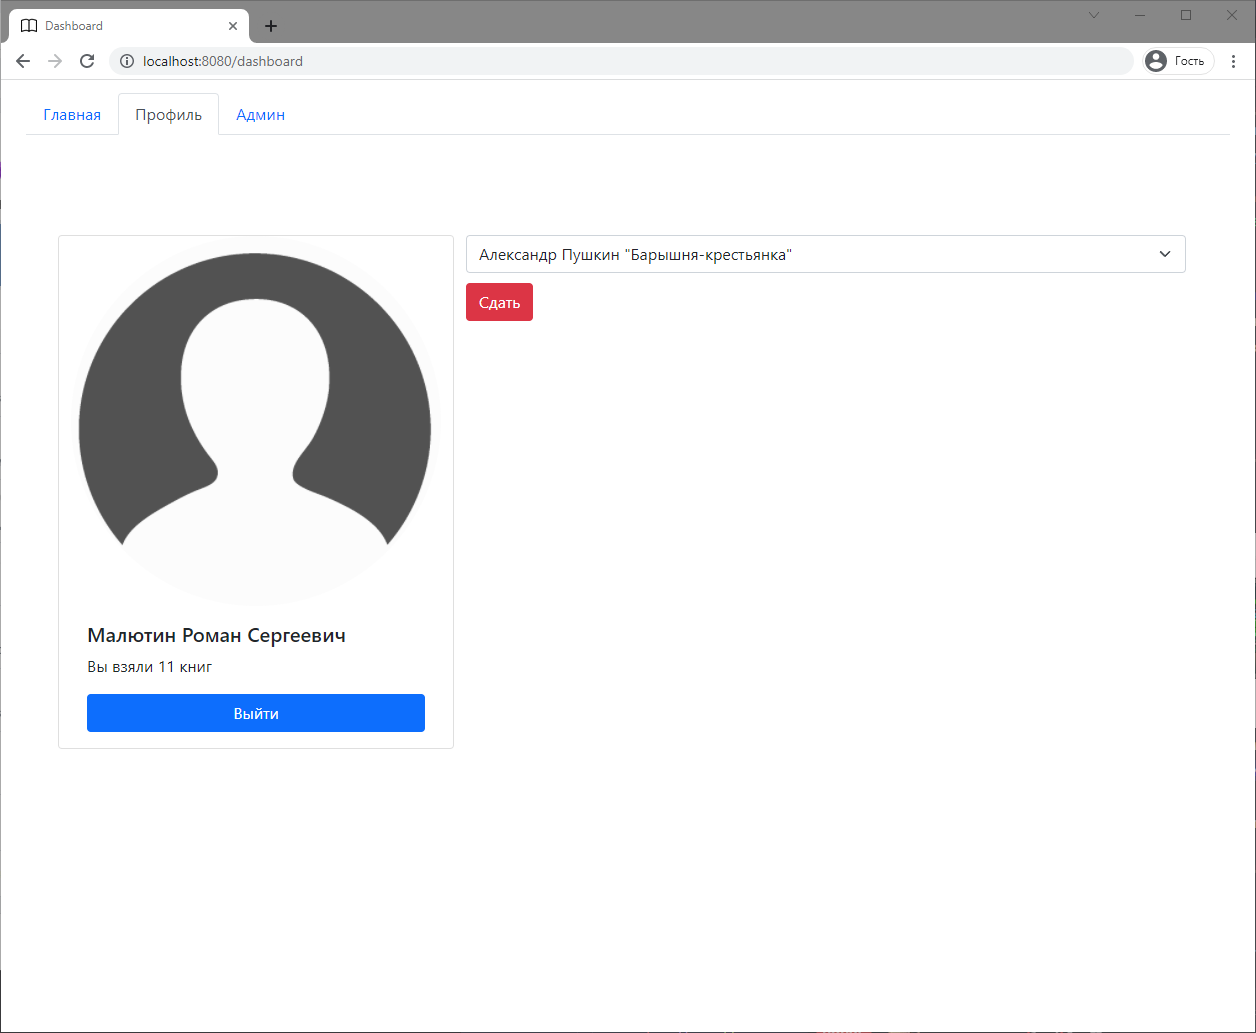 Dashboard
localhost:8080/dashboard
Гость
Главная
Профиль
Админ
Александр Пушкин "Барышня-крестьянка"
Сдать
Малютин Роман Сергеевич
Вы взяли 11 книг
Выйти